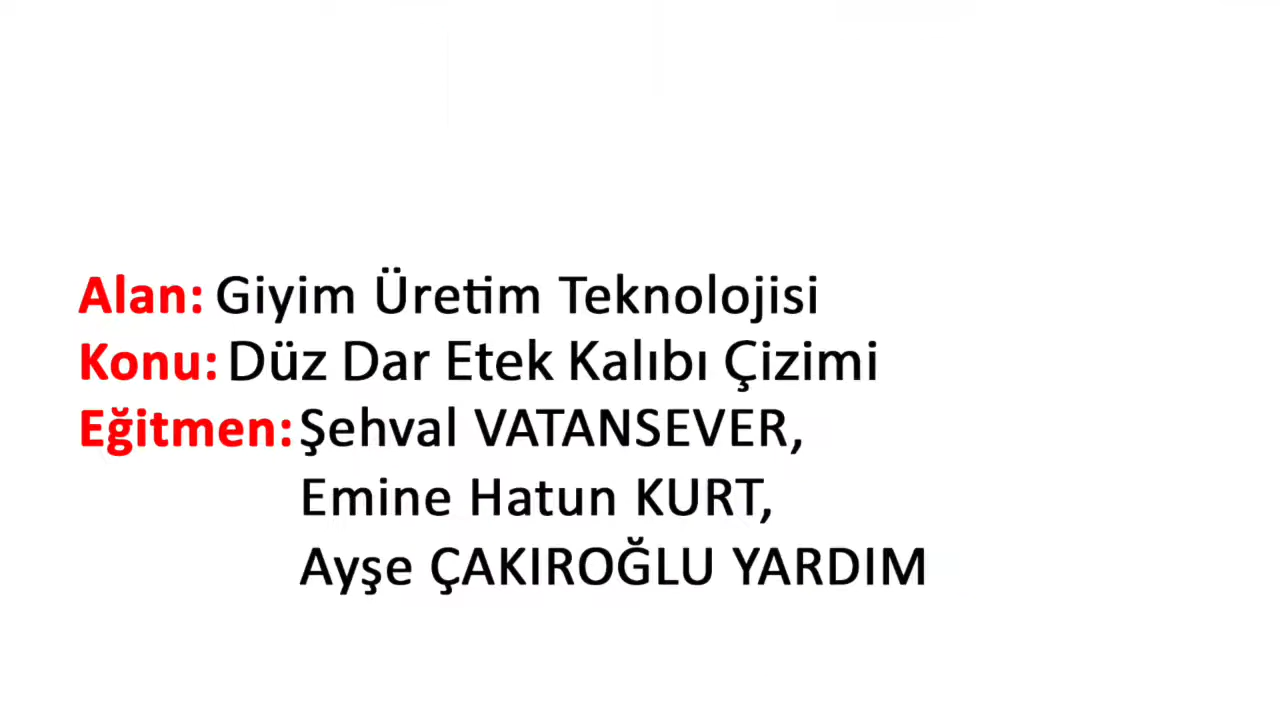 Alan: Giyim Üretim Teknolojisi
Konu: Düz Dar Etek Kalıbı Çizimi
Eğitmen: Şehval VATANSEVER,
Emine Hatun KURT,
Ayşe ÇAKIROĞLU YARDIM